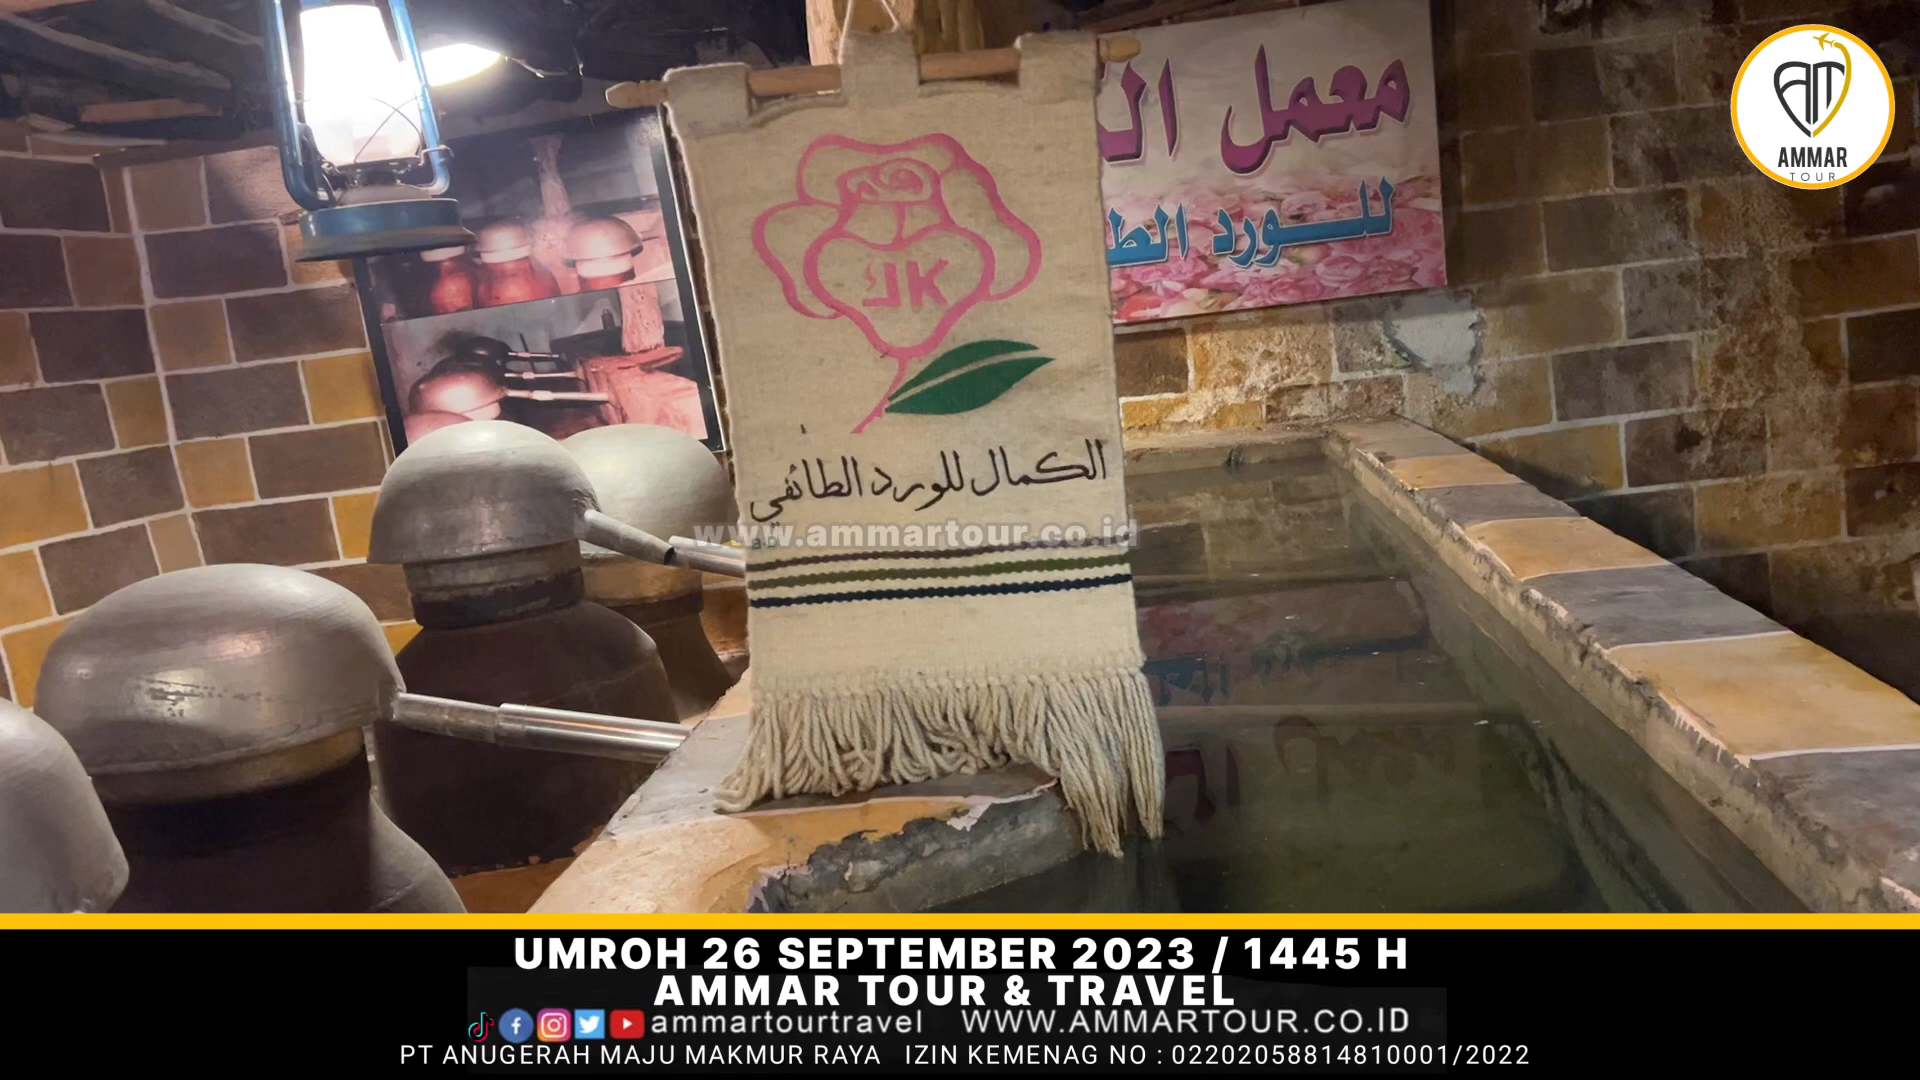 معمل ال
للورد الط
AMMAR
TOUR
الكمال للورد الطائفي
www.ammartour.co.id
UMROH 26 SEPTEMBER 2023 / 1445 H
AMMAR TOUR & TRAVEL
ammartourtravel WWW.AMMARTOUR.CO.ID
PT ANUGERAH MAJU MAKMUR RAYA IZIN KEMENAG NO : 02202058814810001/2022